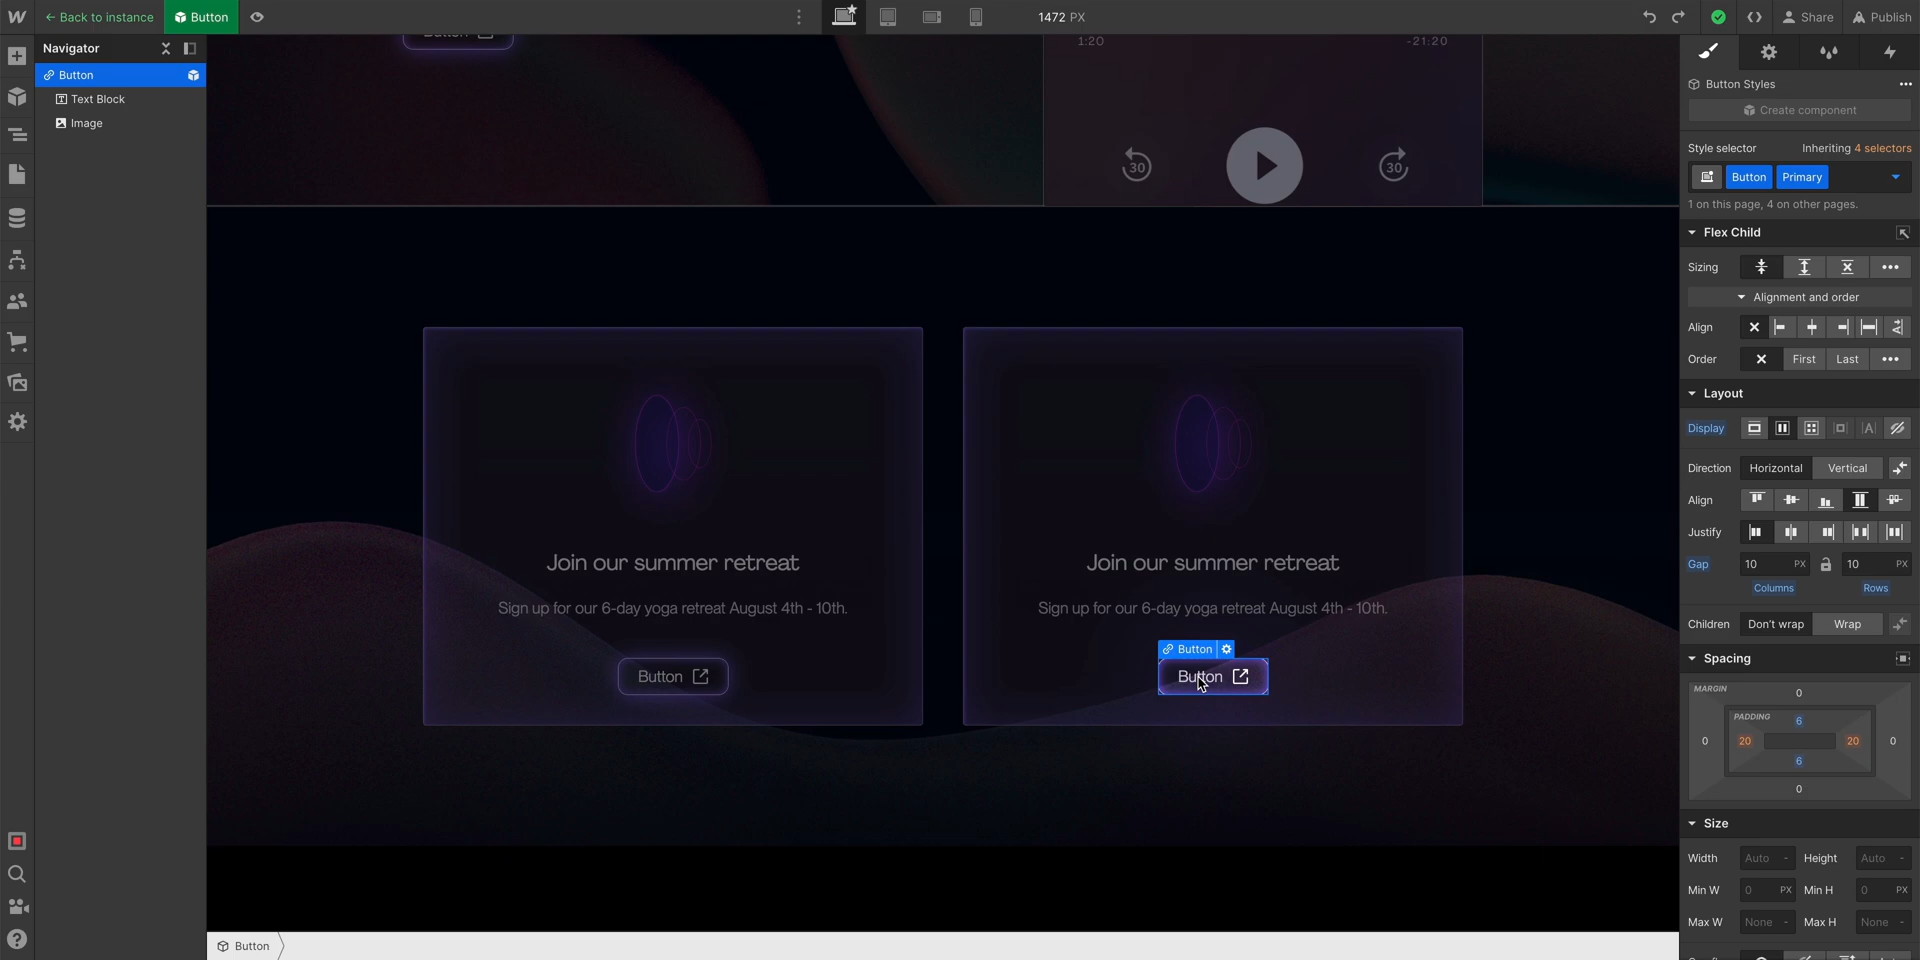 Back to instance
Button
1472 PX
Share
Publish
Navigator
Button
Text Block
Image
Button
1:20
-21:20
30
30
Join our summer retreat
Sign up for our 6-day yoga retreat August 4th - 10th.
Button
Join our summer retreat
Sign up for our 6-day yoga retreat August 4th - 10th.
Button
Button
Button
Button Styles
Create component
Style selector
Inheriting 4 selectors
Button
Primary
1 on this page, 4 on other pages.
Flex Child
Sizing
Alignment and order
Align
Order
First
Last
Layout
Display
Direction
Horizontal
Vertical
Align
Justify
Gap
10 PX
10 PX
Columns
Rows
Children
Don't wrap
Wrap
Spacing
MARGIN
0
PADDING
6
0
20
20
0
6
0
Size
Width
Auto -
Height
Auto -
Min W
0 PX
Min H
0 PX
Max W
None -
Max H
None -